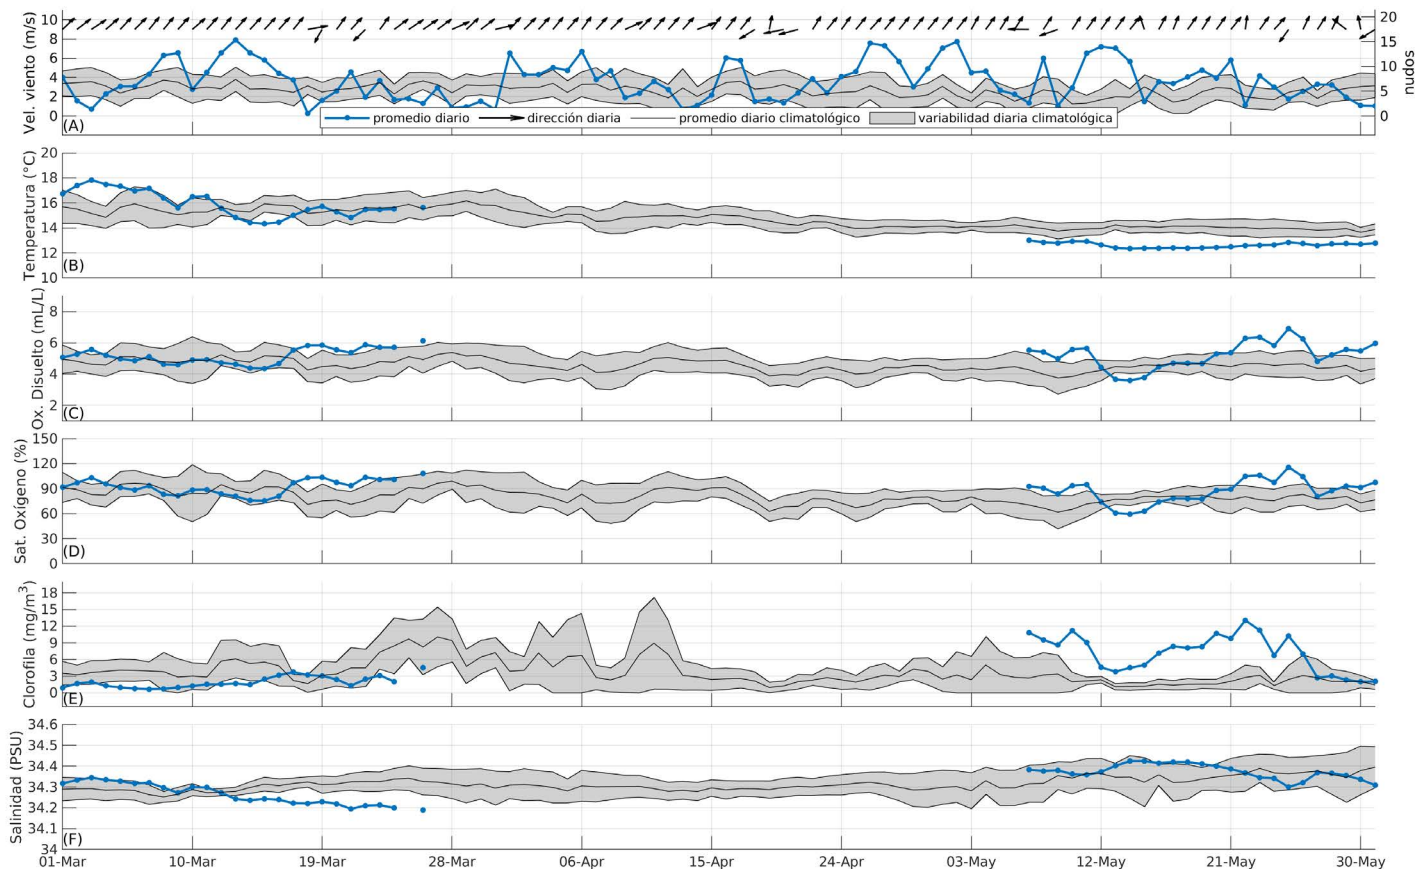 Vel. viento (m/s)
10
8
6
4
2
0
(A)
20
15
10
5
0
nudos
promedio diario
dirección diaria
promedio diario climatológico
variabilidad diaria climatológica
Temperatura (°C)
20
18
16
14
12
10
(B)
Ox. Disuelto (mL/L)
8
6
4
2
(C)
Sat. Oxígeno (%)
150
120
90
60
30
0
(D)
Clorofila (mg/m³)
18
15
12
9
6
3
0
(E)
Salinidad (PSU)
34.6
34.5
34.4
34.3
34.2
34.1
34
(F)
01-Mar
10-Mar
19-Mar
28-Mar
06-Apr
15-Apr
24-Apr
03-May
12-May
21-May
30-May